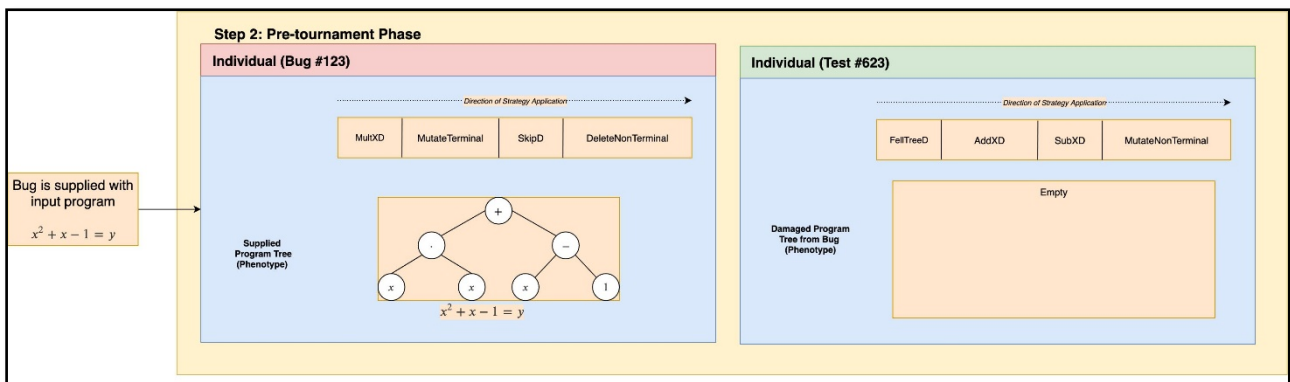 Step 2: Pre-tournament Phase
Individual (Bug #123)
Direction of Strategy Application
MultXD MutateTerminal SkipD DeleteNonTerminal
Bug is supplied with
input program
x² + x − 1 = y
Supplied
Program Tree
(Phenotype)
+
· −
x x x 1
x² + x − 1 = y
Individual (Test #623)
Direction of Strategy Application
FellTreeD AddXD SubXD MutateNonTerminal
Empty
Damaged Program
Tree from Bug
(Phenotype)